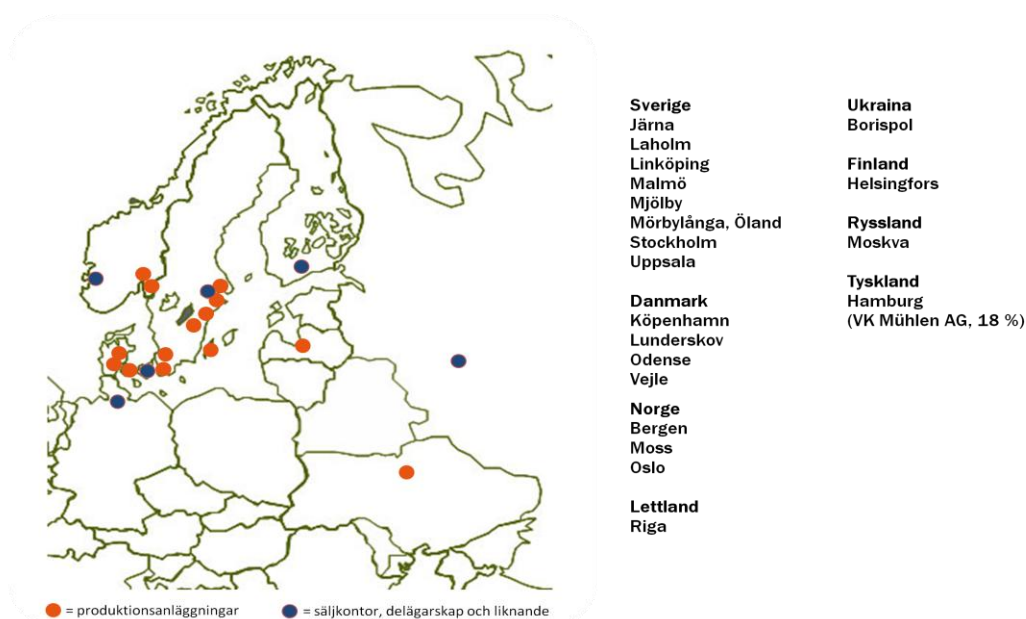 Sverige
Järna
Laholm
Linköping
Malmö
Mjölby
Mörbylånga, Öland
Stockholm
Uppsala
Danmark
Köpenhamn
Lunderskov
Odense
Vejle
Norge
Bergen
Moss
Oslo
Lettland
Riga
Ukraina
Borispol
Finland
Helsingfors
Ryssland
Moskva
Tyskland
Hamburg
(VK Mühlen AG, 18 %)
= produktionsanläggningar
= säljkontor, delägarskap och liknande